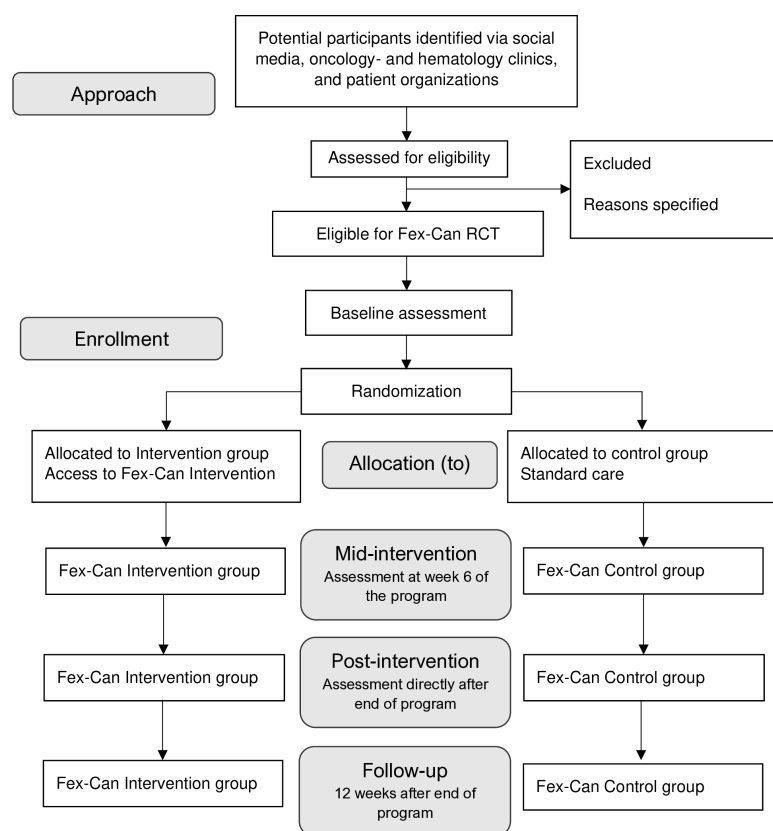 Potential participants identified via social
media, oncology- and hematology clinics,
and patient organizations
Approach
Assessed for eligibility
Excluded
Reasons specified
Eligible for Fex-Can RCT
Baseline assessment
Enrollment
Randomization
Allocated to Intervention group
Access to Fex-Can Intervention
Allocation (to)
Allocated to control group
Standard care
Fex-Can Intervention group
Mid-intervention
Assessment at week 6 of
the program
Fex-Can Control group
Fex-Can Intervention group
Post-intervention
Assessment directly after
end of program
Fex-Can Control group
Fex-Can Intervention group
Follow-up
12 weeks after end of
program
Fex-Can Control group